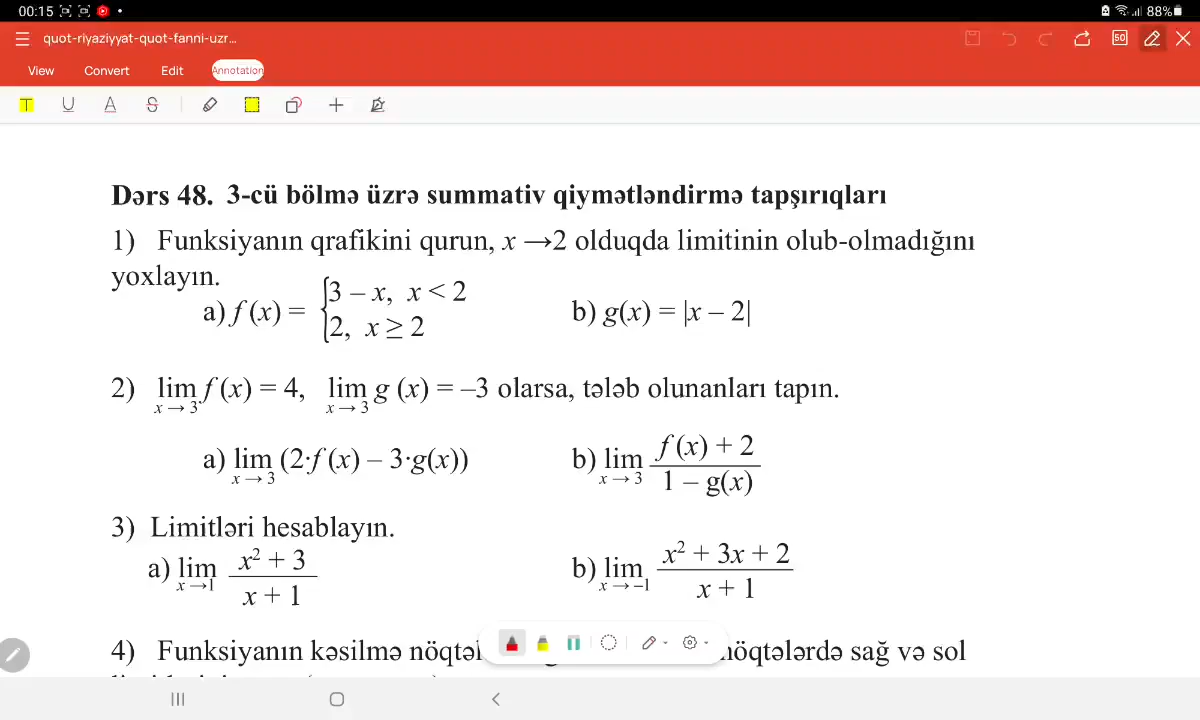 00:15 88%
quot-riyaziyyat-quot-fanni-uzr... 50
View Convert Edit Annotation
T U A S
Dərs 48. 3-cü bölmə üzrə summativ qiymətləndirmə tapşırıqları
1) Funksiyanın qrafikini qurun, x →2 olduqda limitinin olub-olmadığını
yoxlayın.
a) f (x) = {3 – x, x < 2
2, x ≥ 2
b) g(x) = |x – 2|
2) lim x → 3 f (x) = 4, lim x → 3 g (x) = –3 olarsa, tələb olunanları tapın.
a) lim x → 3 (2·f (x) – 3·g(x)) b) lim x → 3 f (x) + 2 / 1 – g(x)
3) Limitləri hesablayın.
a) lim x →1 x² + 3 / x + 1 b) lim x → –1 x² + 3x + 2 / x + 1
4) Funksiyanın kəsilmə nöqtələrdə sağ və sol